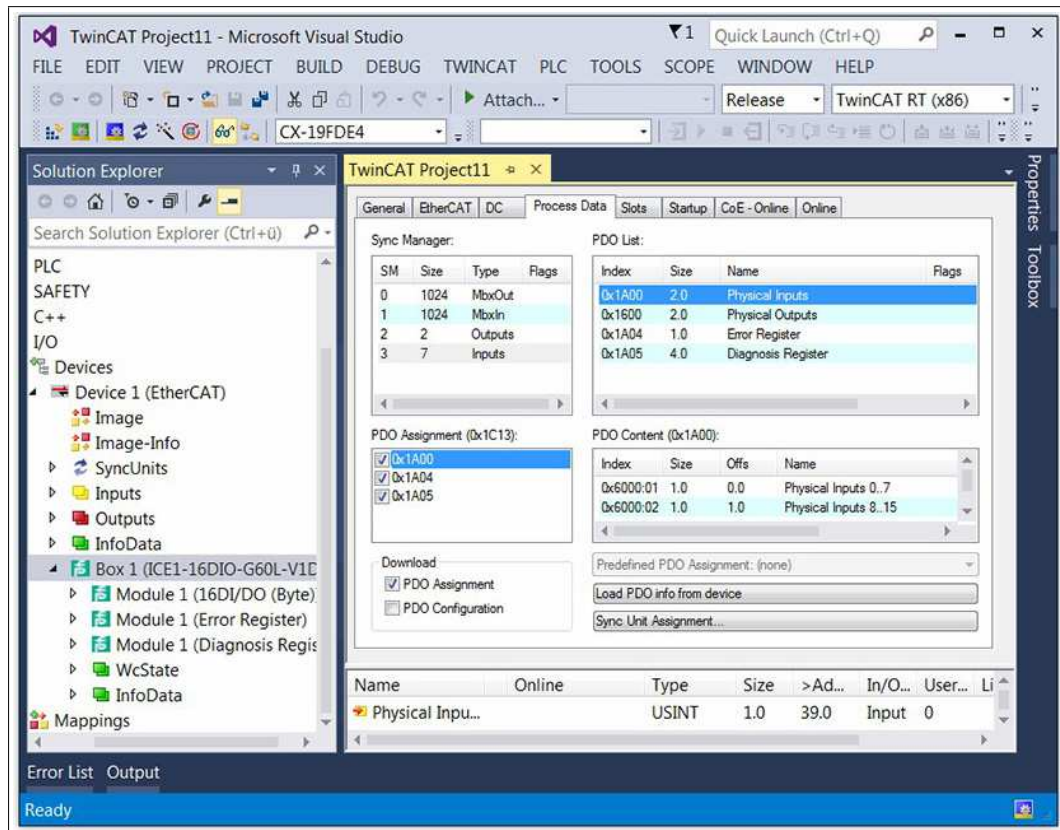 TwinCAT Project11 - Microsoft Visual Studio
1
Quick Launch (Ctrl+Q)
FILE EDIT VIEW PROJECT BUILD DEBUG TWINCAT PLC TOOLS SCOPE WINDOW HELP
Attach... Release TwinCAT RT (x86)
CX-19FDE4
Solution Explorer
Search Solution Explorer (Ctrl+ü)
PLC
SAFETY
C++
I/O
Devices
Device 1 (EtherCAT)
Image
Image-Info
SyncUnits
Inputs
Outputs
InfoData
Box 1 (ICE1-16DIO-G60L-V1D
Module 1 (16DI/DO (Byte)
Module 1 (Error Register)
Module 1 (Diagnosis Regis
WcState
InfoData
Mappings
TwinCAT Project11
General EtherCAT DC Process Data Slots Startup CoE - Online Online
Sync Manager:
SM Size Type Flags
0 1024 MbxOut
1 1024 MbxIn
2 2 Outputs
3 7 Inputs
PDO List:
Index Size Name Flags
0x1A00 2.0 Physical Inputs
0x1600 2.0 Physical Outputs
0x1A04 1.0 Error Register
0x1A05 4.0 Diagnosis Register
PDO Assignment (0x1C13):
0x1A00
0x1A04
0x1A05
PDO Content (0x1A00):
Index Size Offs Name
0x6000:01 1.0 0.0 Physical Inputs 0..7
0x6000:02 1.0 1.0 Physical Inputs 8..15
Download
PDO Assignment
PDO Configuration
Predefined PDO Assignment: (none)
Load PDO info from device
Sync Unit Assignment...
Name Online Type Size >Ad... In/O... User... Li
Physical Inpu... USINT 1.0 39.0 Input 0
Properties
Toolbox
Error List Output
Ready